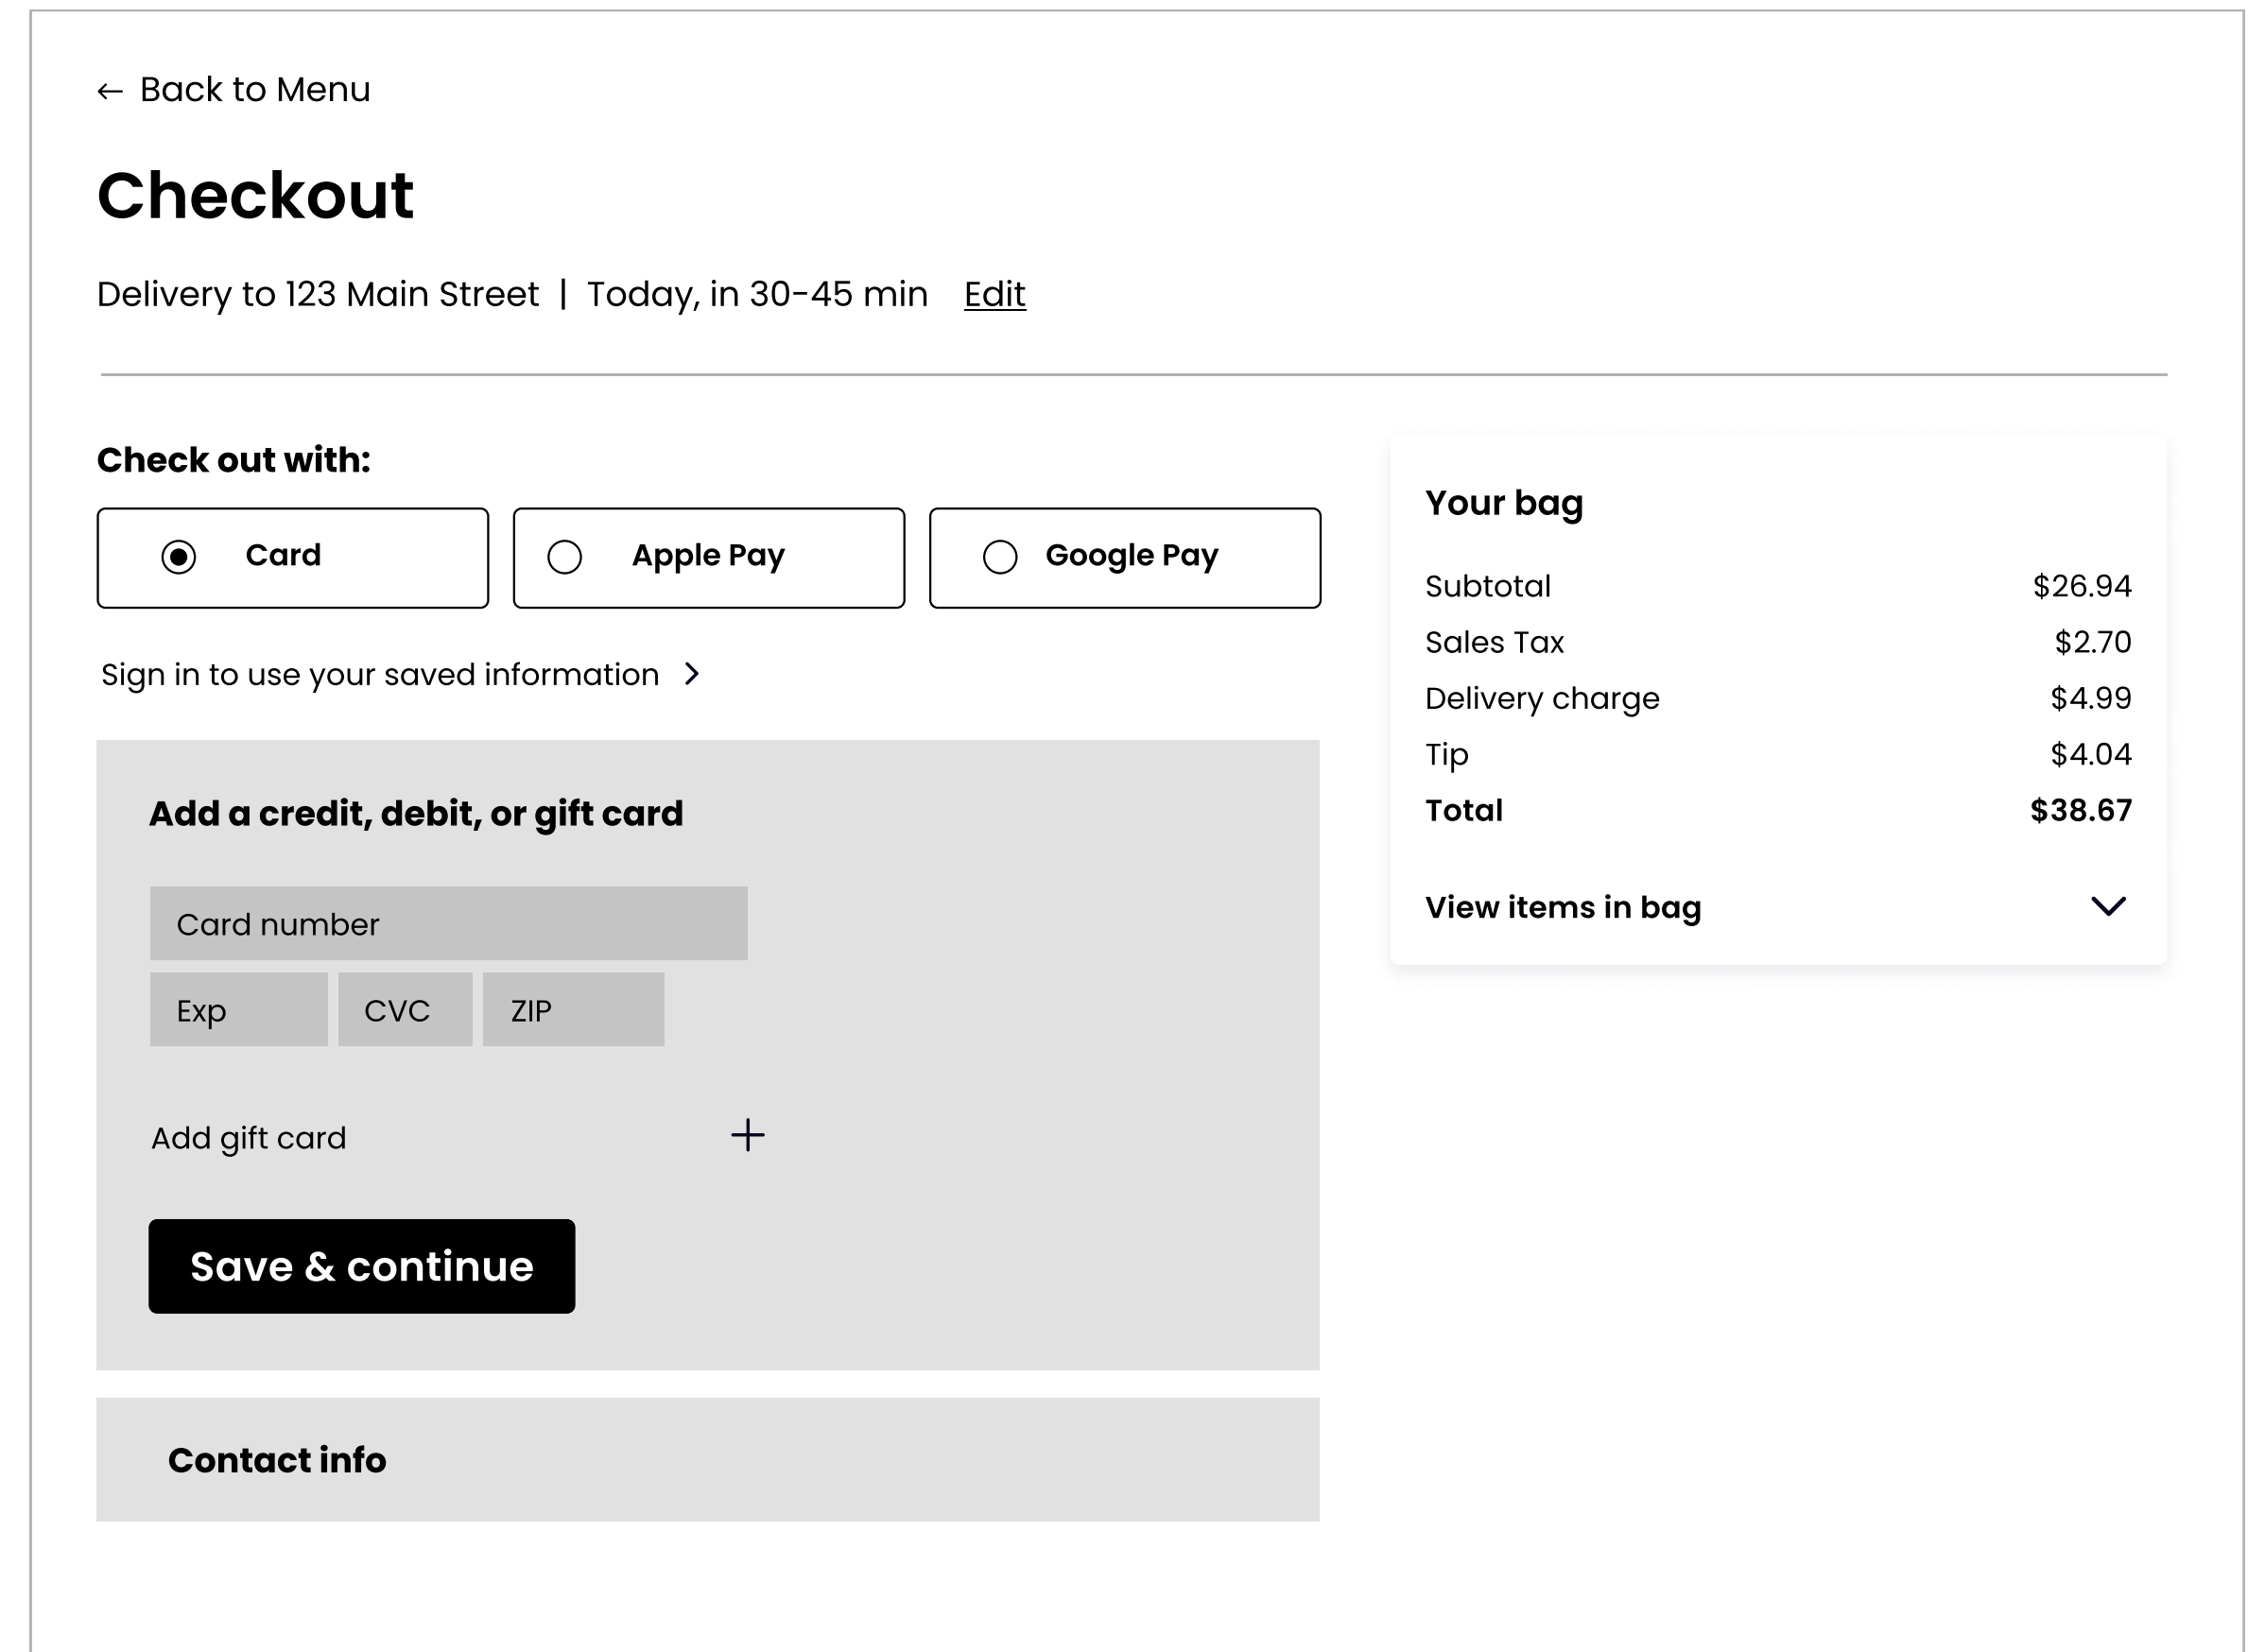 Back to Menu
Checkout
Delivery to 123 Main Street | Today, in 30-45 min Edit
Check out with:
Card
Apple Pay
Google Pay
Sign in to use your saved information
Add a credit, debit, or gift card
Card number
Exp
CVC
ZIP
Add gift card
Save & continue
Contact info
Your bag
Subtotal $26.94
Sales Tax $2.70
Delivery charge $4.99
Tip $4.04
Total $38.67
View items in bag